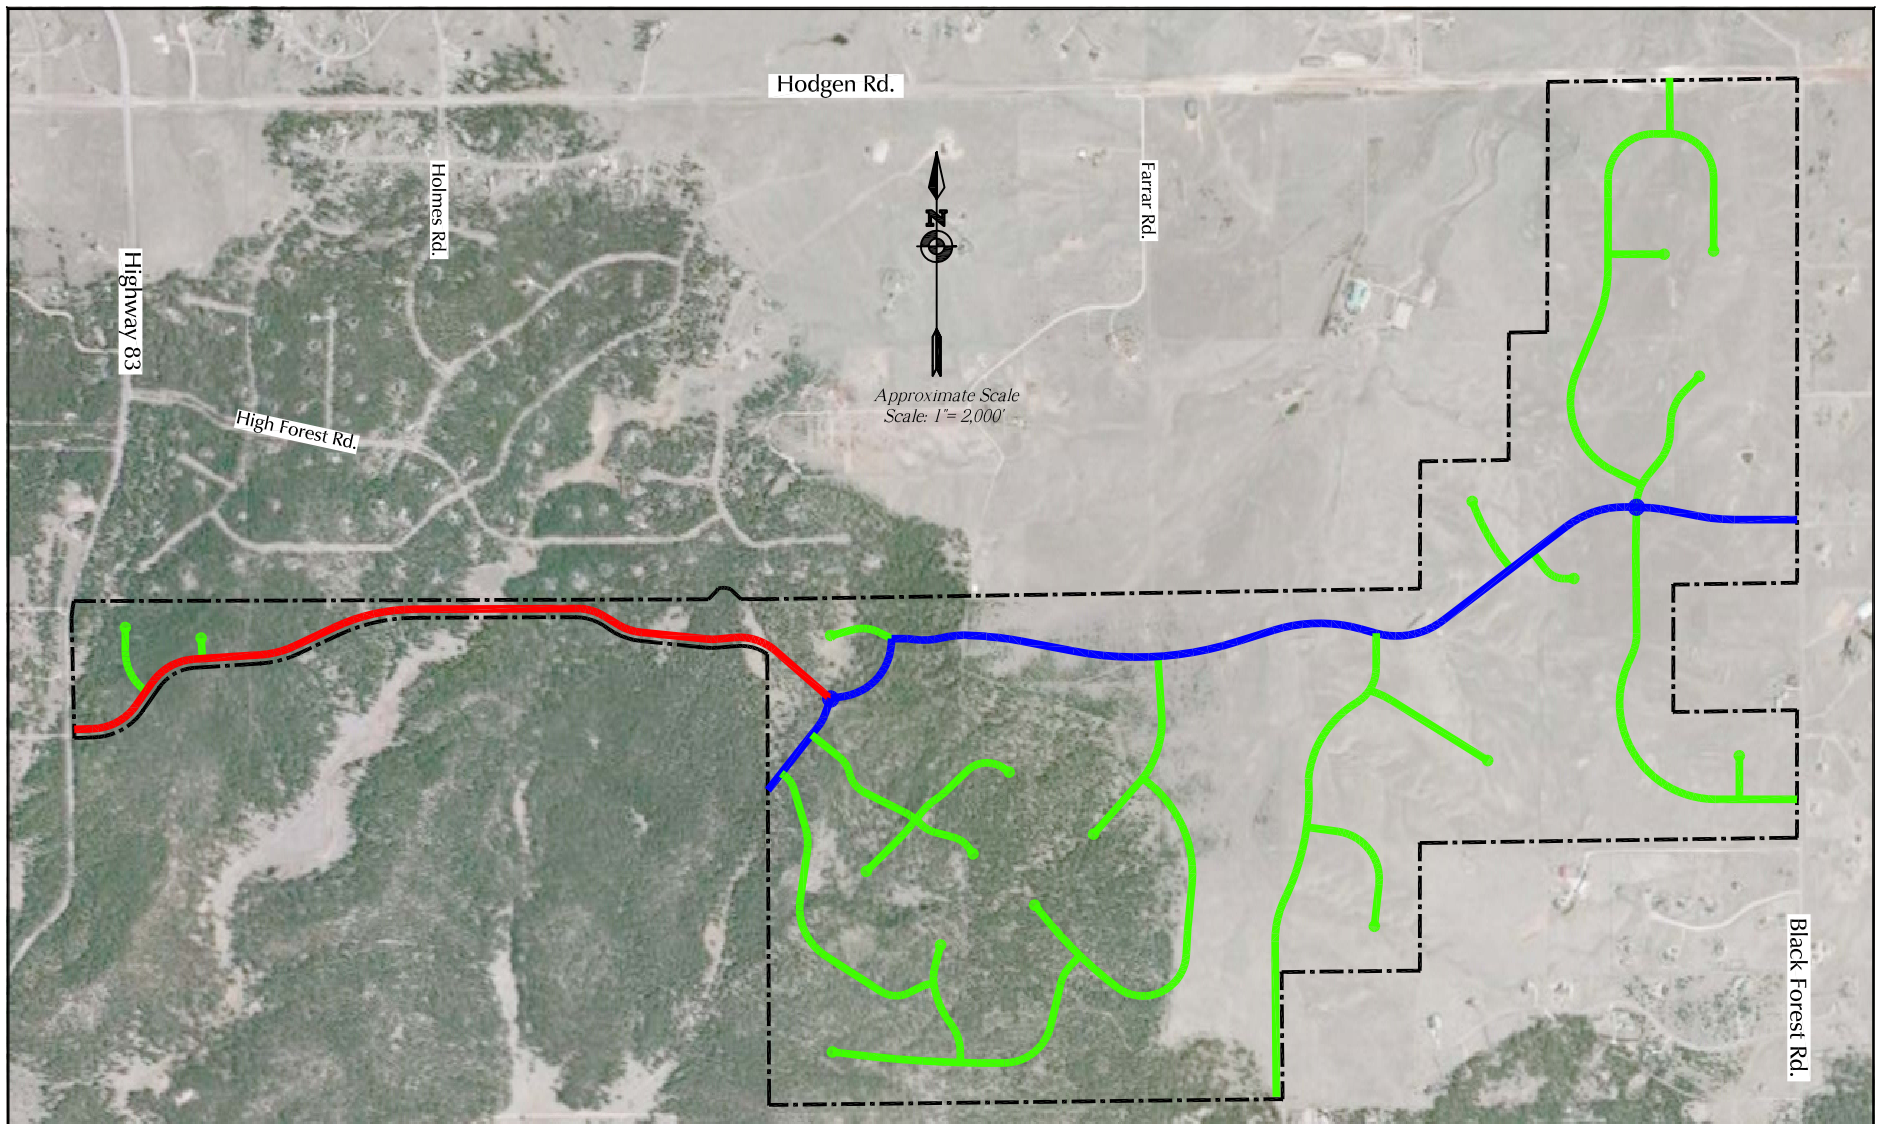 Hodgen Rd.
Holmes Rd.
Farrar Rd.
N
Highway 83
Approximate Scale
Scale: 1"= 2,000'
High Forest Rd.
Black Forest Rd.